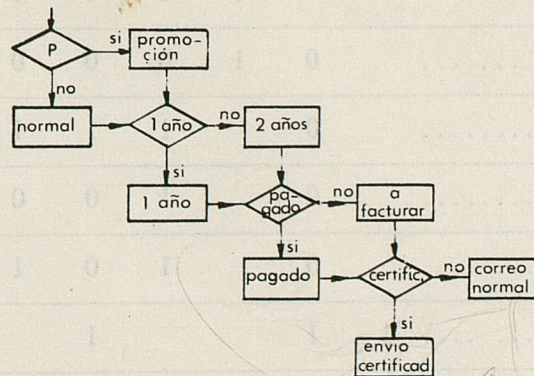 P
si
promo-
ción
no
normal
1 año
no
2 años
si
1 año
pa-
gado
no
a
facturar
si
pagado
certific.
no
correo
normal
si
envio
certificad